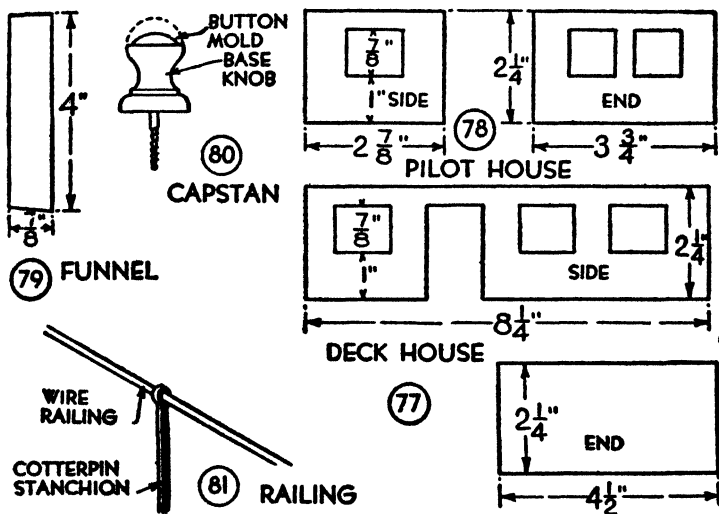 BUTTON
MOLD
BASE
KNOB
80
CAPSTAN
4"
7/8"
79 FUNNEL
7/8"
1" SIDE
2 7/8"
2 1/4"
END
3 3/4"
78
PILOT HOUSE
7/8"
1"
SIDE
2 1/4"
8 1/4"
DECK HOUSE
77
2 1/4"
END
4 1/2"
WIRE
RAILING
COTTERPIN
STANCHION
81 RAILING